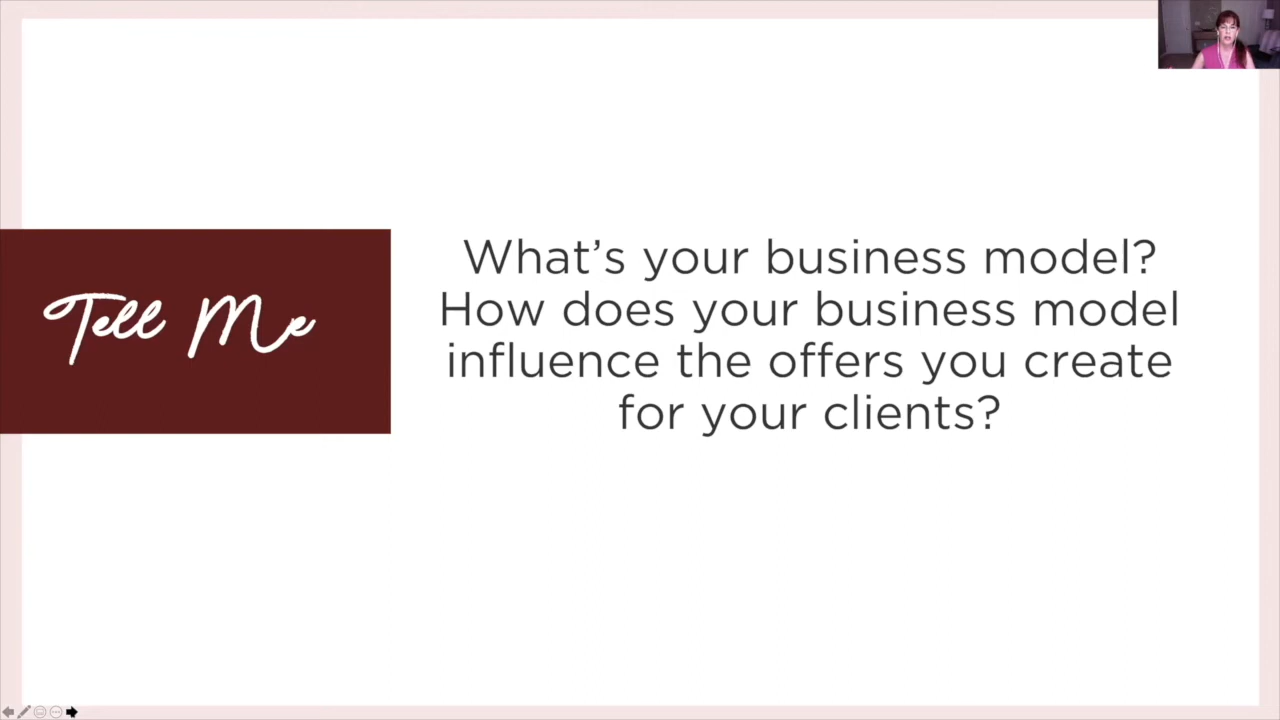 Tell Me
What’s your business model?
How does your business model
influence the offers you create
for your clients?